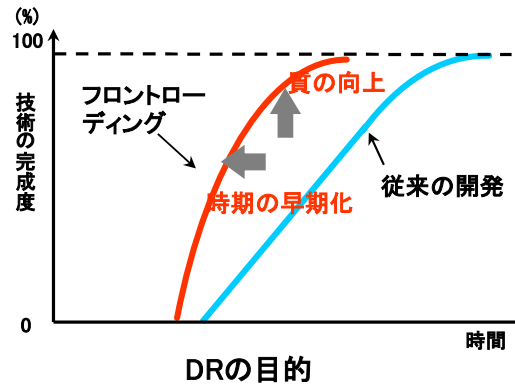 (%)
100
質の向上
フロントロー
ディング
技術の完成度
従来の開発
時期の早期化
0
時間
DRの目的